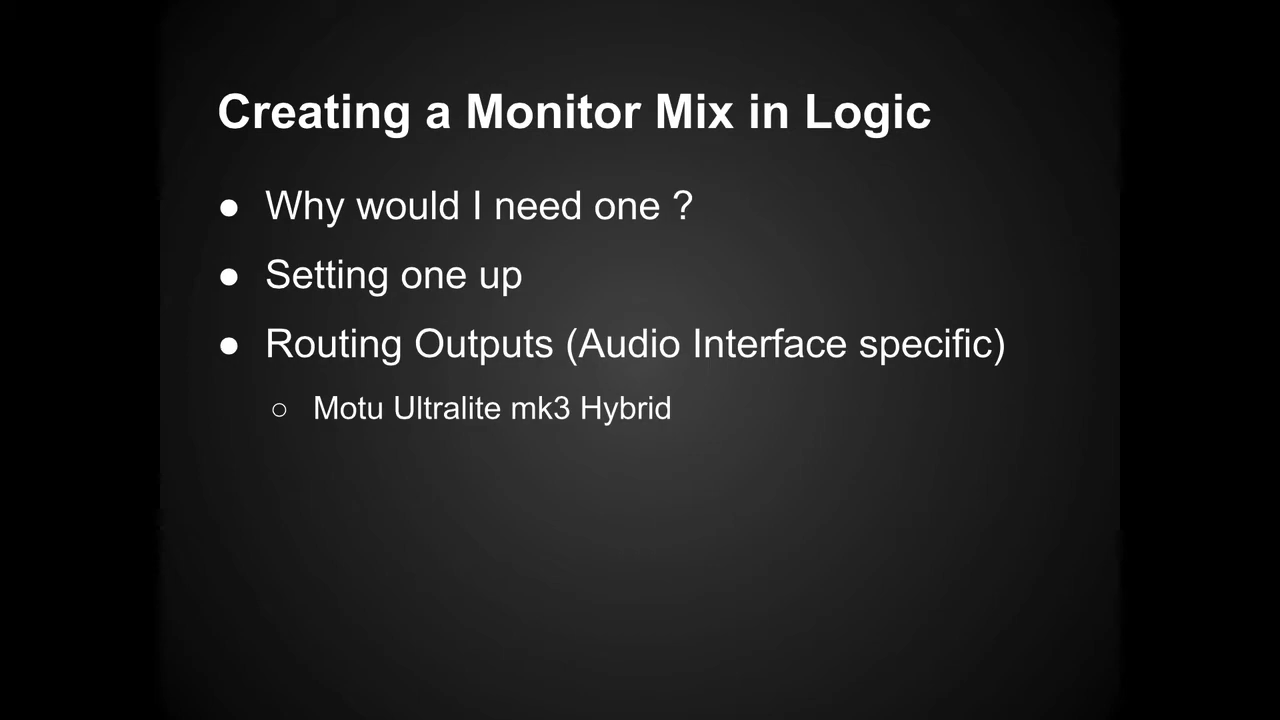 Creating a Monitor Mix in Logic
● Why would I need one ?
● Setting one up
● Routing Outputs (Audio Interface specific)
○ Motu Ultralite mk3 Hybrid